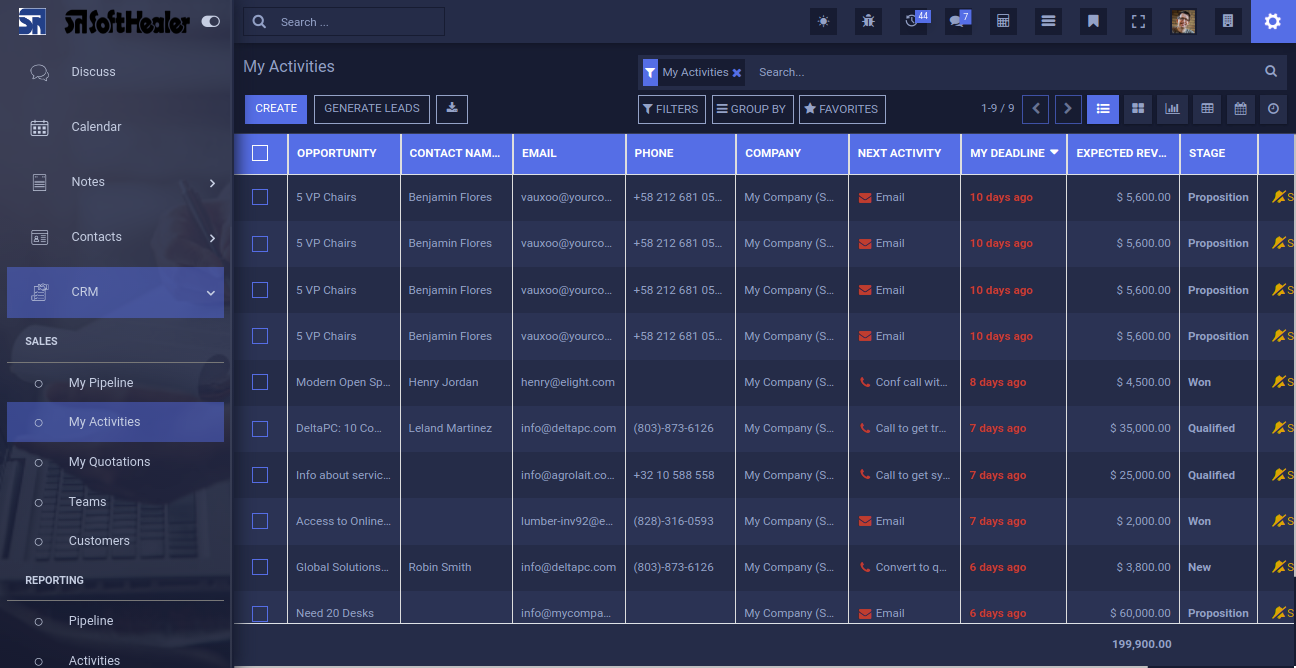 SoftHealer
Search ...
44
7
Discuss
Calendar
Notes
Contacts
CRM
SALES
My Pipeline
My Activities
My Quotations
Teams
Customers
REPORTING
Pipeline
Activities
My Activities
My Activities
Search...
CREATE
GENERATE LEADS
FILTERS
GROUP BY
FAVORITES
1-9 / 9
OPPORTUNITY CONTACT NAM... EMAIL PHONE COMPANY NEXT ACTIVITY MY DEADLINE EXPECTED REV... STAGE
5 VP Chairs Benjamin Flores vauxoo@yourco... +58 212 681 05... My Company (S... Email 10 days ago $ 5,600.00 Proposition S
5 VP Chairs Benjamin Flores vauxoo@yourco... +58 212 681 05... My Company (S... Email 10 days ago $ 5,600.00 Proposition S
5 VP Chairs Benjamin Flores vauxoo@yourco... +58 212 681 05... My Company (S... Email 10 days ago $ 5,600.00 Proposition S
5 VP Chairs Benjamin Flores vauxoo@yourco... +58 212 681 05... My Company (S... Email 10 days ago $ 5,600.00 Proposition S
Modern Open Sp... Henry Jordan henry@elight.com My Company (S... Conf call wit... 8 days ago $ 4,500.00 Won S
DeltaPC: 10 Co... Leland Martinez info@deltapc.com (803)-873-6126 My Company (S... Call to get tr... 7 days ago $ 35,000.00 Qualified S
Info about servic... info@agrolait.co... +32 10 588 558 My Company (S... Call to get sy... 7 days ago $ 25,000.00 Qualified S
Access to Online... lumber-inv92@e... (828)-316-0593 My Company (S... Email 7 days ago $ 2,000.00 Won S
Global Solutions... Robin Smith info@deltapc.com (803)-873-6126 My Company (S... Convert to q... 6 days ago $ 3,800.00 New S
Need 20 Desks info@mycompa... My Company (S... Email 6 days ago $ 60,000.00 Proposition S
199,900.00